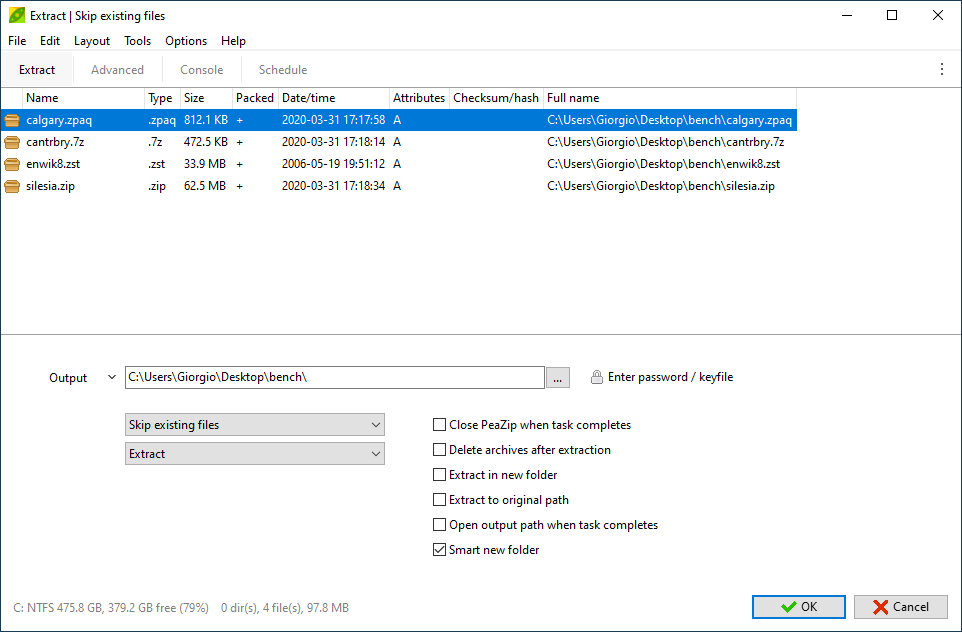 Extract | Skip existing files
File Edit Layout Tools Options Help
Extract Advanced Console Schedule
Name Type Size Packed Date/time Attributes Checksum/hash Full name
calgary.zpaq .zpaq 812.1 KB + 2020-03-31 17:17:58 A C:\Users\Giorgio\Desktop\bench\calgary.zpaq
cantrbry.7z .7z 472.5 KB + 2020-03-31 17:18:14 A C:\Users\Giorgio\Desktop\bench\cantrbry.7z
enwik8.zst .zst 33.9 MB + 2006-05-19 19:51:12 A C:\Users\Giorgio\Desktop\bench\enwik8.zst
silesia.zip .zip 62.5 MB + 2020-03-31 17:18:34 A C:\Users\Giorgio\Desktop\bench\silesia.zip
Output C:\Users\Giorgio\Desktop\bench\ ... Enter password / keyfile
Skip existing files
Extract
Close PeaZip when task completes
Delete archives after extraction
Extract in new folder
Extract to original path
Open output path when task completes
Smart new folder
C: NTFS 475.8 GB, 379.2 GB free (79%) 0 dir(s), 4 file(s), 97.8 MB
OK Cancel